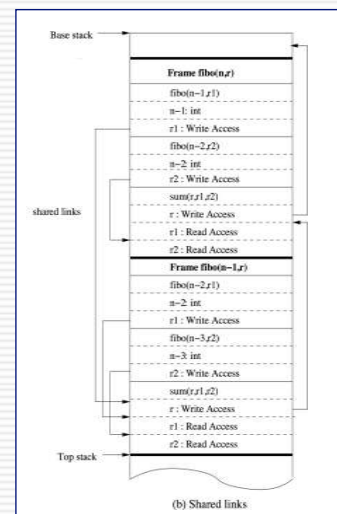 Base stack
Frame fibo(n,r)
fibo(n−1,r1)
n−1: int
r1 : Write Access
fibo(n−2,r2)
n−2: int
r2 : Write Access
shared links
sum(r,r1,r2)
r : Write Access
r1 : Read Access
r2 : Read Access
Frame fibo(n−1,r)
fibo(n−2,r1)
n−2: int
r1 : Write Access
fibo(n−3,r2)
n−3: int
r2 : Write Access
sum(r,r1,r2)
r : Write Access
r1 : Read Access
r2 : Read Access
Top stack
(b) Shared links